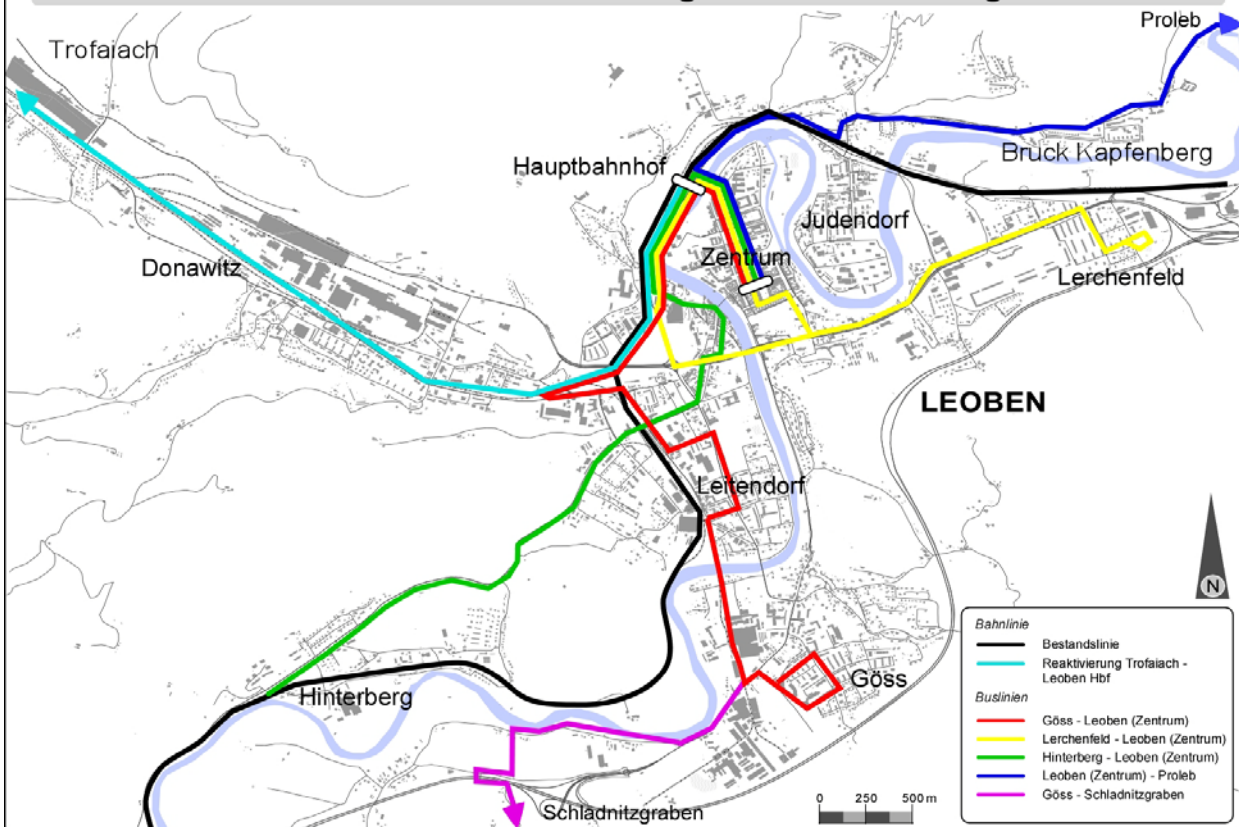 Proleb
Trofaiach
Bruck Kapfenberg
Hauptbahnhof
Judendorf
Zentrum
Donawitz
Lerchenfeld
LEOBEN
Leitendorf
N
Bahnlinie
Bestandslinie
Reaktivierung Trofaiach -
Leoben Hbf
Buslinien
Göss - Leoben (Zentrum)
Lerchenfeld - Leoben (Zentrum)
Hinterberg - Leoben (Zentrum)
Leoben (Zentrum) - Proleb
Göss - Schladnitzgraben
Göss
Hinterberg
0 250 500 m
Schladnitzgraben